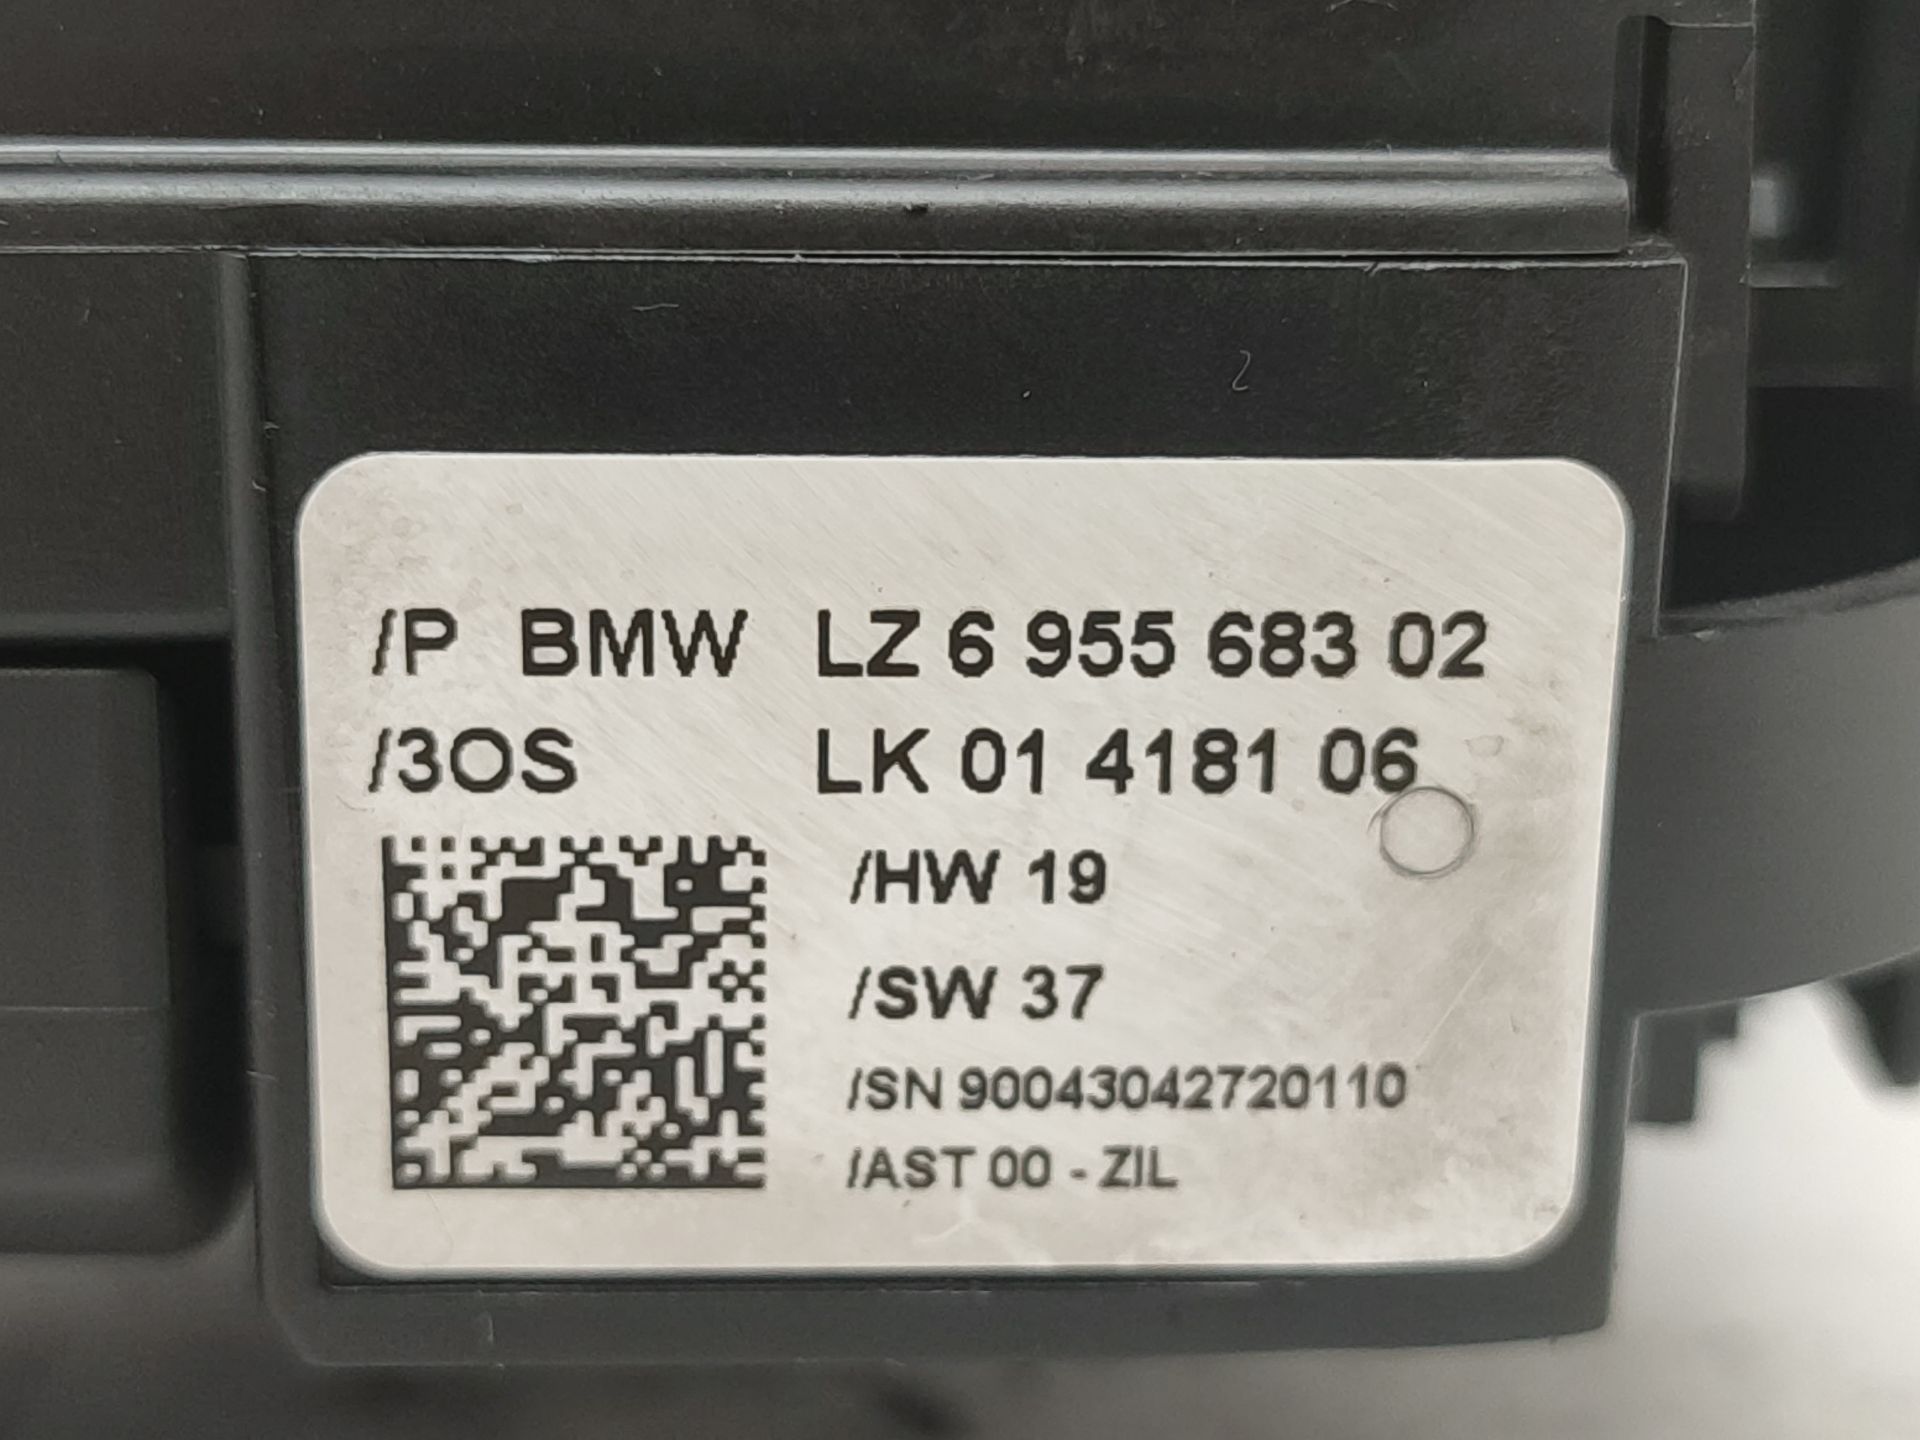 /P BMW LZ 6 955 683 02
/3OS LK 01 4181 06
/HW 19
/SW 37
/SN 90043042720110
/AST 00 - ZIL